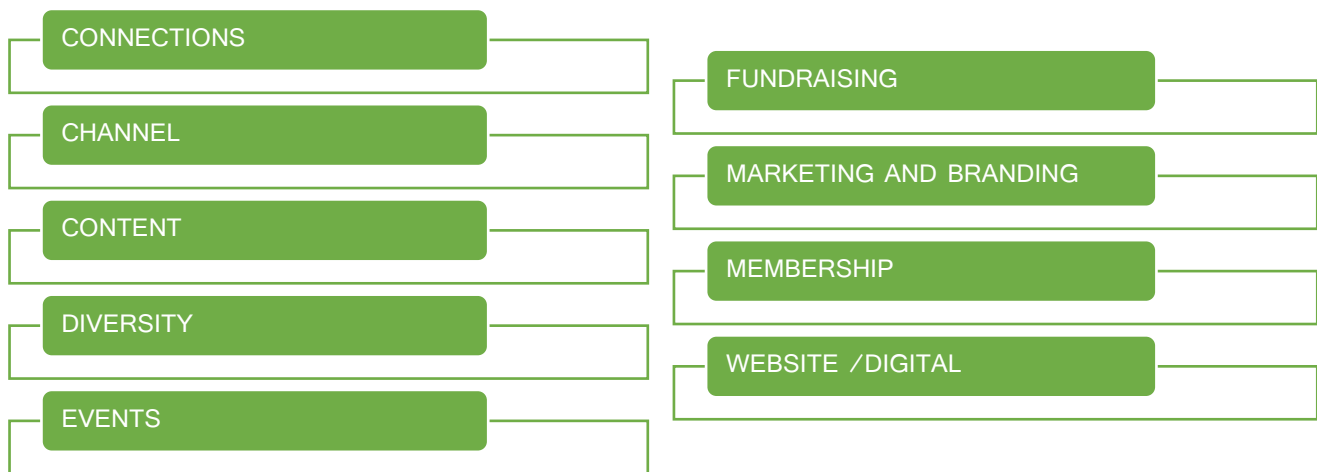 CONNECTIONS
CHANNEL
CONTENT
DIVERSITY
EVENTS
FUNDRAISING
MARKETING AND BRANDING
MEMBERSHIP
WEBSITE /DIGITAL